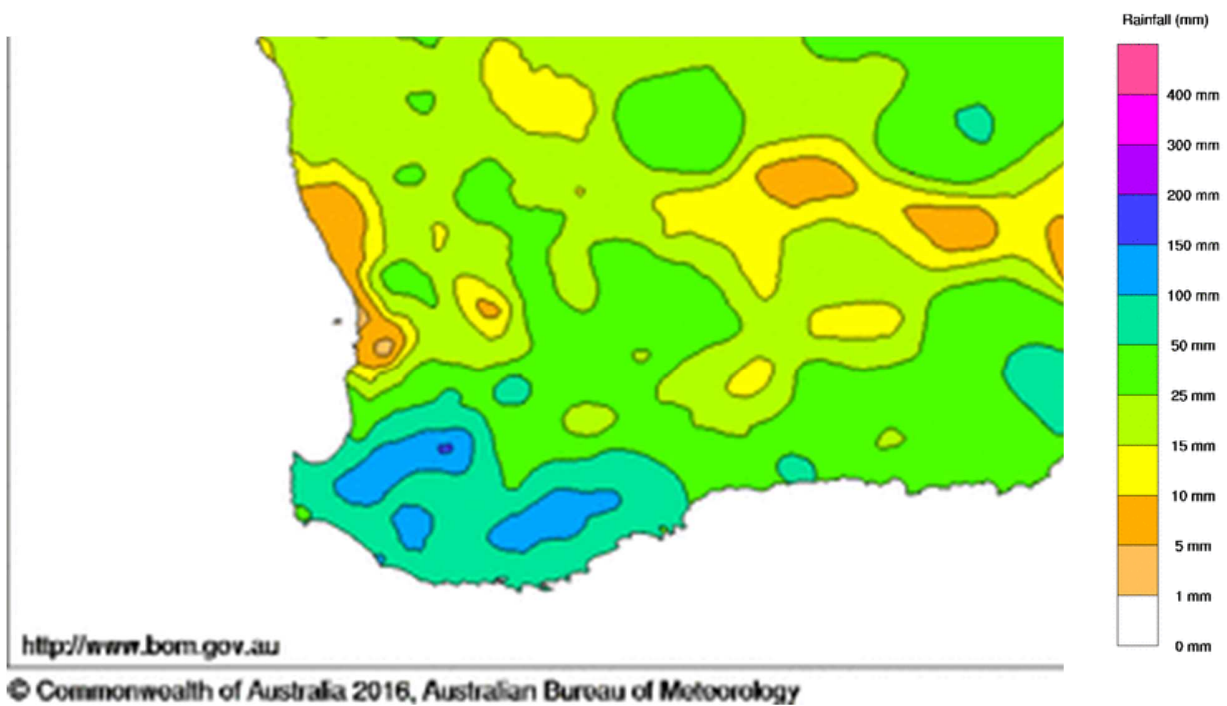 Rainfall (mm)
400 mm
300 mm
200 mm
150 mm
100 mm
50 mm
25 mm
15 mm
10 mm
5 mm
1 mm
0 mm
http://www.bom.gov.au
© Commonwealth of Australia 2016, Australian Bureau of Meteorology